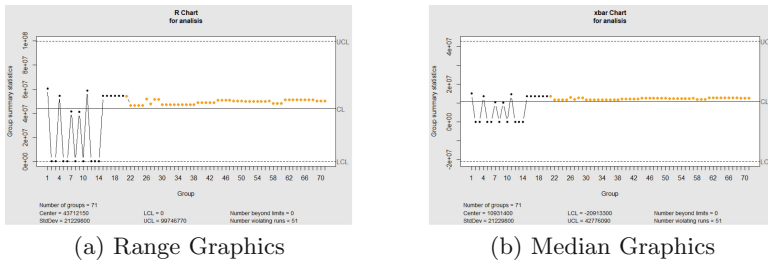 R Chart
for analisis
Group summary statistics
0e+00 2e+07 4e+07 6e+07 8e+07 1e+08
UCL
CL
LCL
1 4 7 10 14 18 22 26 30 34 38 42 46 50 54 58 62 66 70
Group
Number of groups = 71
Center = 43712150
StdDev = 21229800
LCL = 0
UCL = 99746770
Number beyond limits = 0
Number violating runs = 51
(a) Range Graphics
xbar Chart
for analisis
Group summary statistics
-2e+07 0e+00 2e+07 4e+07
UCL
CL
LCL
1 4 7 10 14 18 22 26 30 34 38 42 46 50 54 58 62 66 70
Group
Number of groups = 71
Center = 10931400
StdDev = 21229800
LCL = -20913300
UCL = 42776090
Number beyond limits = 0
Number violating runs = 51
(b) Median Graphics